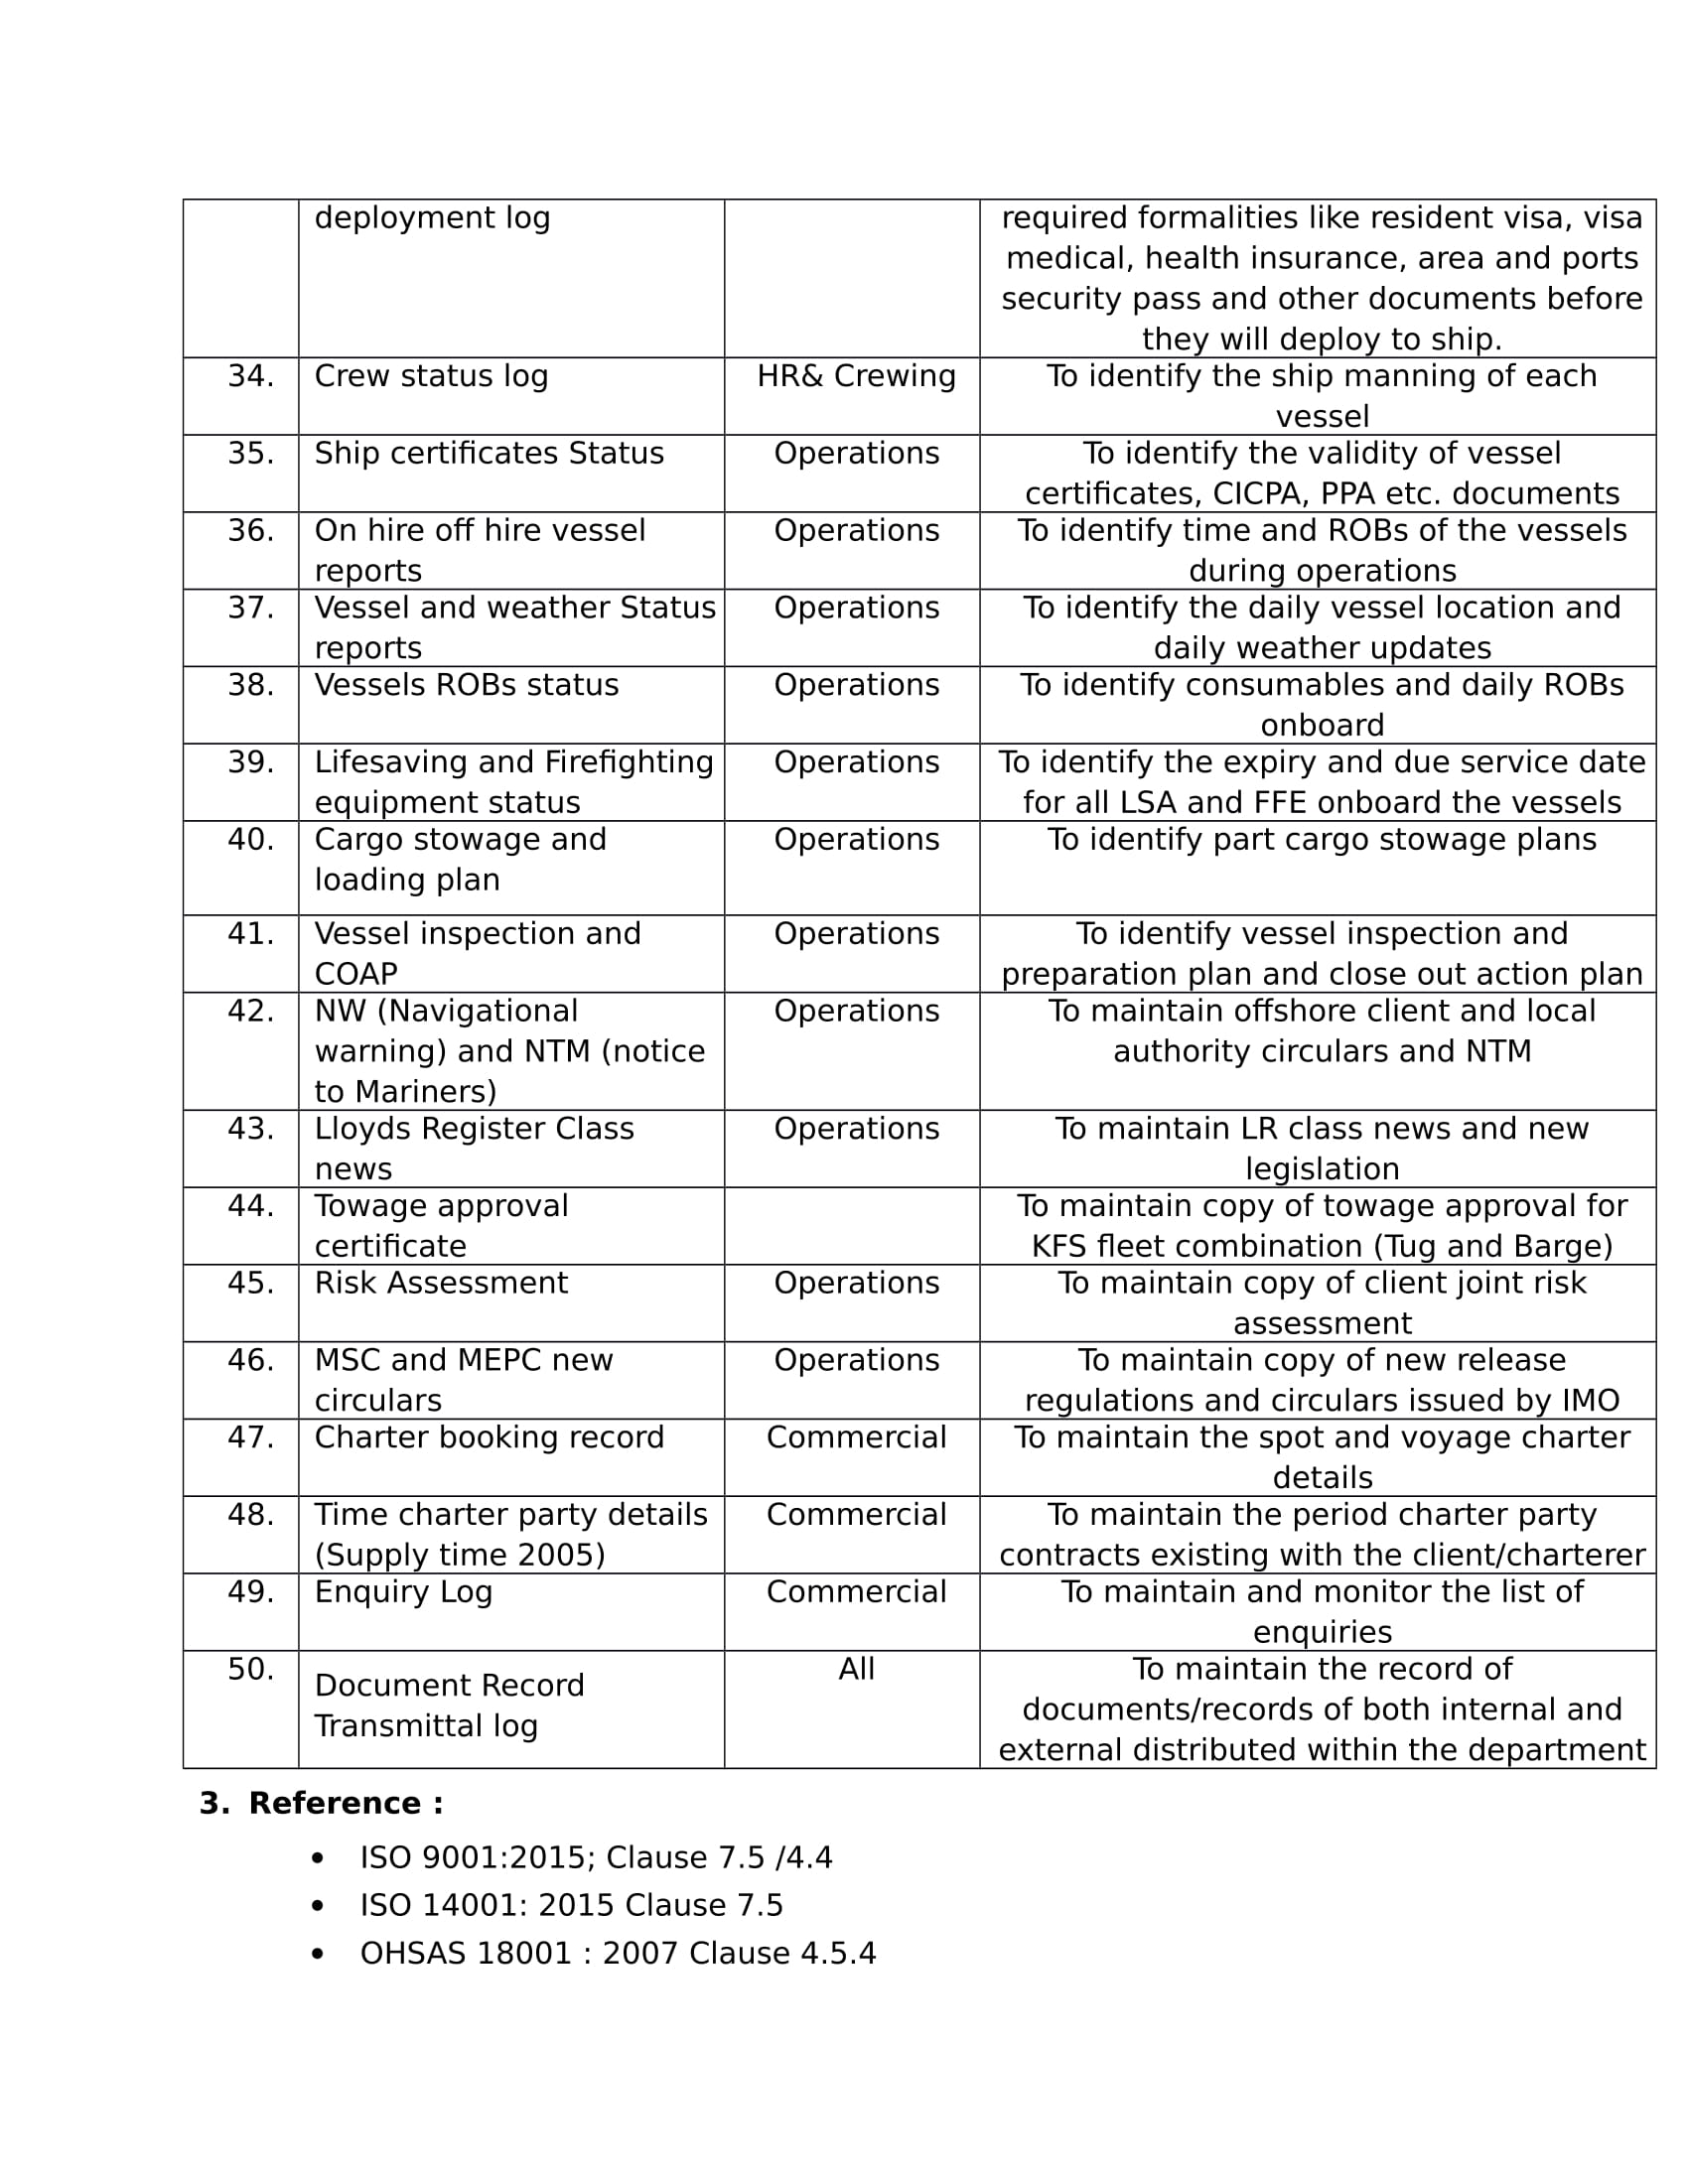 deployment log
required formalities like resident visa, visa
medical, health insurance, area and ports
security pass and other documents before
they will deploy to ship.
34.
Crew status log
HR& Crewing
To identify the ship manning of each
vessel
35.
Ship certificates Status
Operations
To identify the validity of vessel
certificates, CICPA, PPA etc. documents
36.
On hire off hire vessel
reports
Operations
To identify time and ROBs of the vessels
during operations
37.
Vessel and weather Status
reports
Operations
To identify the daily vessel location and
daily weather updates
38.
Vessels ROBs status
Operations
To identify consumables and daily ROBs
onboard
39.
Lifesaving and Firefighting
equipment status
Operations
To identify the expiry and due service date
for all LSA and FFE onboard the vessels
40.
Cargo stowage and
loading plan
Operations
To identify part cargo stowage plans
41.
Vessel inspection and
COAP
Operations
To identify vessel inspection and
preparation plan and close out action plan
42.
NW (Navigational
warning) and NTM (notice
to Mariners)
Operations
To maintain offshore client and local
authority circulars and NTM
43.
Lloyds Register Class
news
Operations
To maintain LR class news and new
legislation
44.
Towage approval
certificate
To maintain copy of towage approval for
KFS fleet combination (Tug and Barge)
45.
Risk Assessment
Operations
To maintain copy of client joint risk
assessment
46.
MSC and MEPC new
circulars
Operations
To maintain copy of new release
regulations and circulars issued by IMO
47.
Charter booking record
Commercial
To maintain the spot and voyage charter
details
48.
Time charter party details
(Supply time 2005)
Commercial
To maintain the period charter party
contracts existing with the client/charterer
49.
Enquiry Log
Commercial
To maintain and monitor the list of
enquiries
50.
Document Record
Transmittal log
All
To maintain the record of
documents/records of both internal and
external distributed within the department
3. Reference :
• ISO 9001:2015; Clause 7.5 /4.4
• ISO 14001: 2015 Clause 7.5
• OHSAS 18001 : 2007 Clause 4.5.4